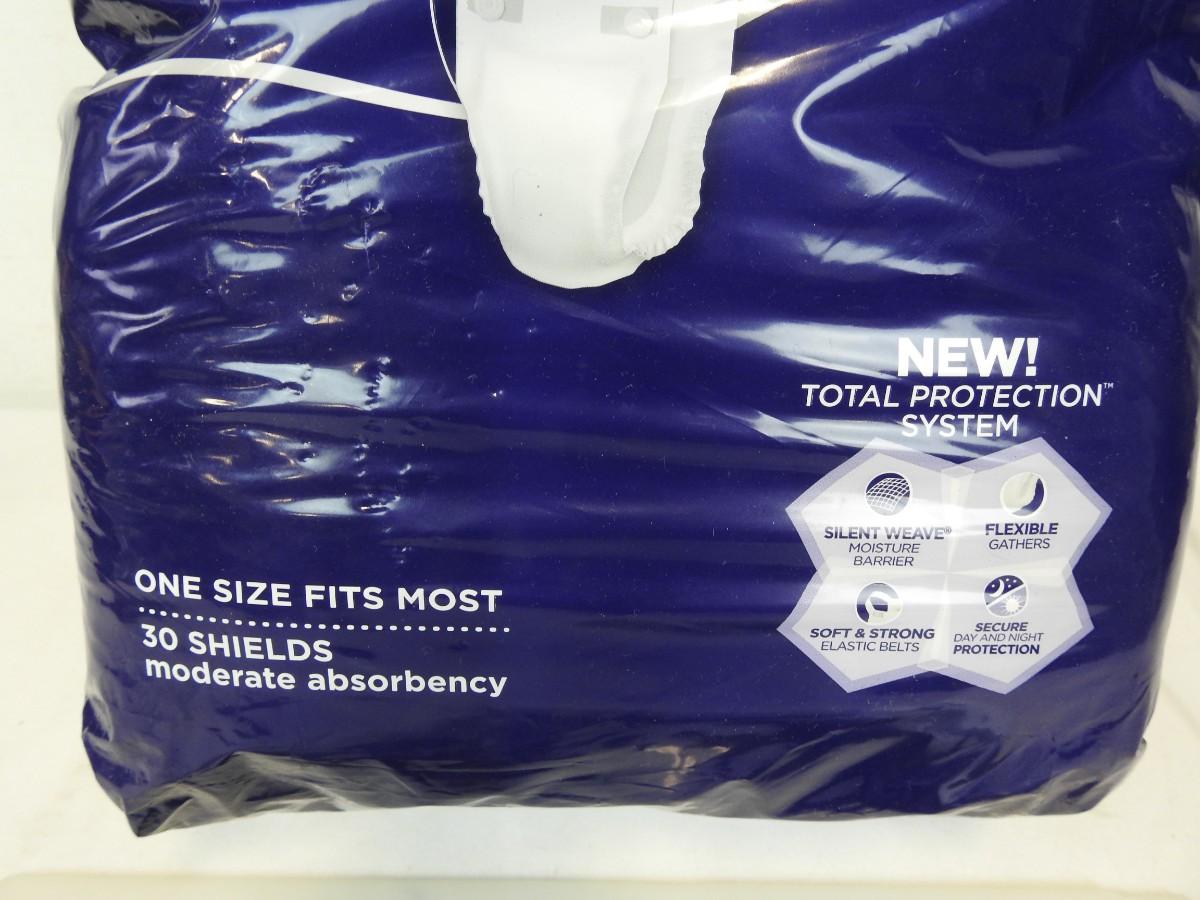 NEW!
TOTAL PROTECTION™
SYSTEM
SILENT WEAVE®
MOISTURE
BARRIER
FLEXIBLE
GATHERS
SOFT & STRONG
ELASTIC BELTS
SECURE
DAY AND NIGHT
PROTECTION
ONE SIZE FITS MOST
30 SHIELDS
moderate absorbency